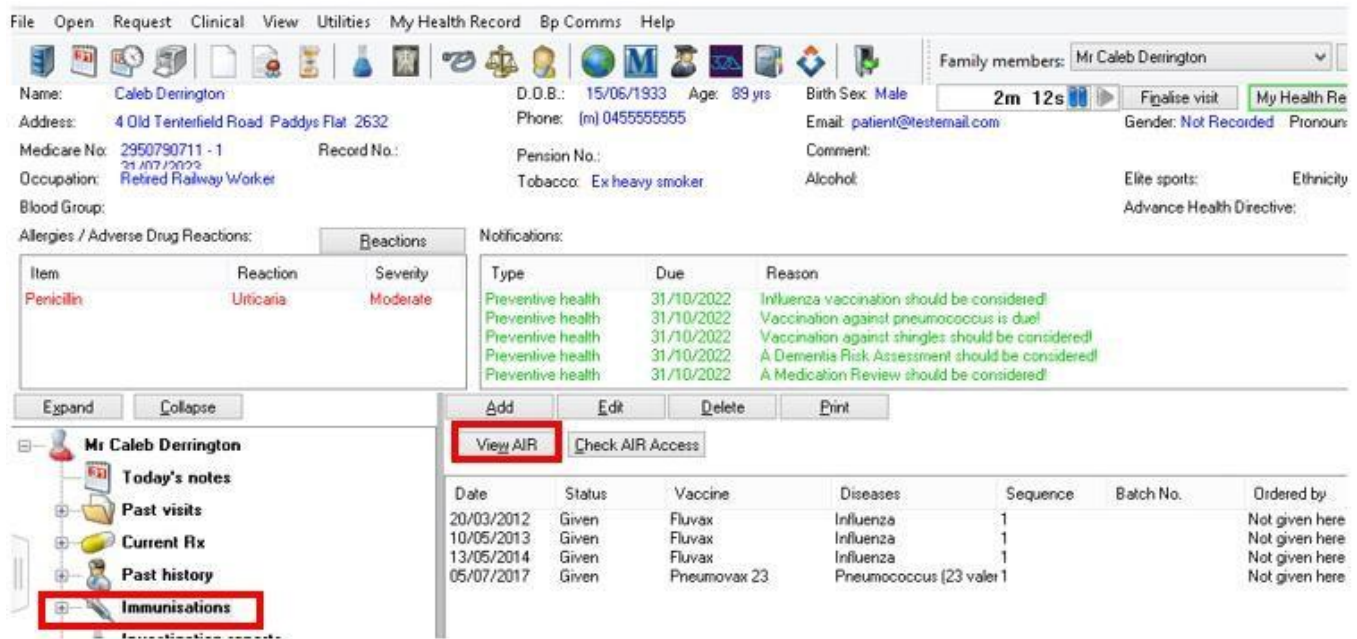 File Open Request Clinical View Utilities My Health Record Bp Comms Help
Family members: Mr Caleb Derrington
Name: Caleb Derrington D.O.B.: 15/06/1933 Age: 89 yrs Birth Sex: Male 2m 12s Finalise visit My Health Re
Address: 4 Old Tenterfield Road Paddys Flat 2632 Phone: (m) 0455555555 Email: patient@testemail.com Gender: Not Recorded Pronoun
Medicare No: 2950790711 - 1 Record No.: Pension No.: Comment:
31/07/2023
Occupation: Retired Railway Worker Tobacco: Ex heavy smoker Alcohol: Elite sports: Ethnicity
Blood Group: Advance Health Directive:
Allergies / Adverse Drug Reactions: Reactions Notifications:
Item Reaction Severity Type Due Reason
Penicillin Urticaria Moderate Preventive health 31/10/2022 Influenza vaccination should be considered!
Preventive health 31/10/2022 Vaccination against pneumococcus is due!
Preventive health 31/10/2022 Vaccination against shingles should be considered!
Preventive health 31/10/2022 A Dementia Risk Assessment should be considered!
Preventive health 31/10/2022 A Medication Review should be considered!
Expand Collapse Add Edit Delete Print
Mr Caleb Derrington View AIR Check AIR Access
Today's notes
Past visits
Current Rx
Past history
Immunisations
Investigation reports
Date Status Vaccine Diseases Sequence Batch No. Ordered by
20/03/2012 Given Fluvax Influenza 1 Not given here
10/05/2013 Given Fluvax Influenza 1 Not given here
13/05/2014 Given Fluvax Influenza 1 Not given here
05/07/2017 Given Pneumovax 23 Pneumococcus (23 valer 1 Not given here